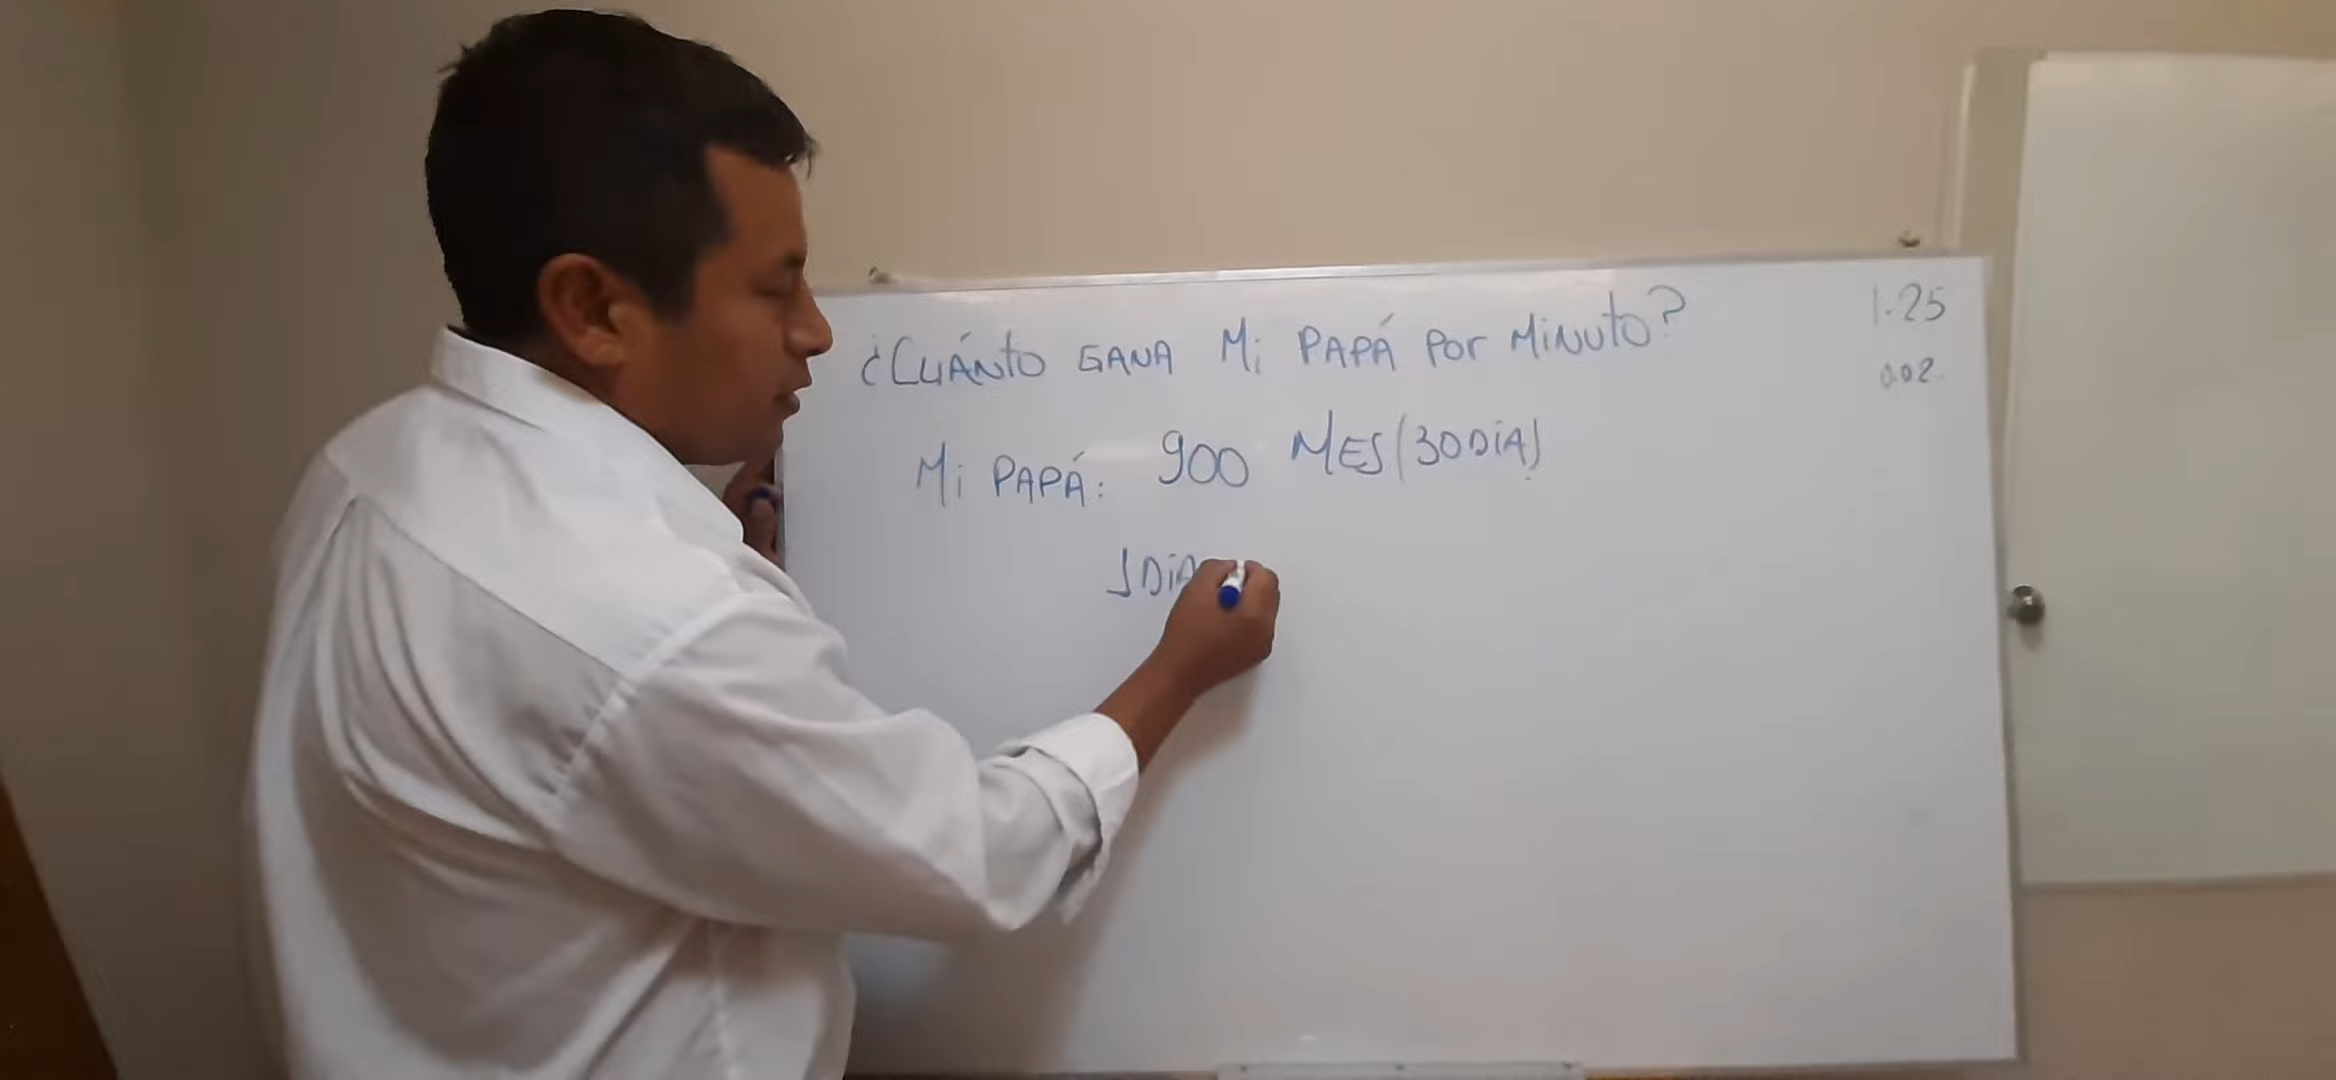 ¿CUÁNTO GANA Mi PAPÁ Por MiNUto?
1.25
0.02
Mi PAPÁ: 900 MES (30 DíA)
1 DíA